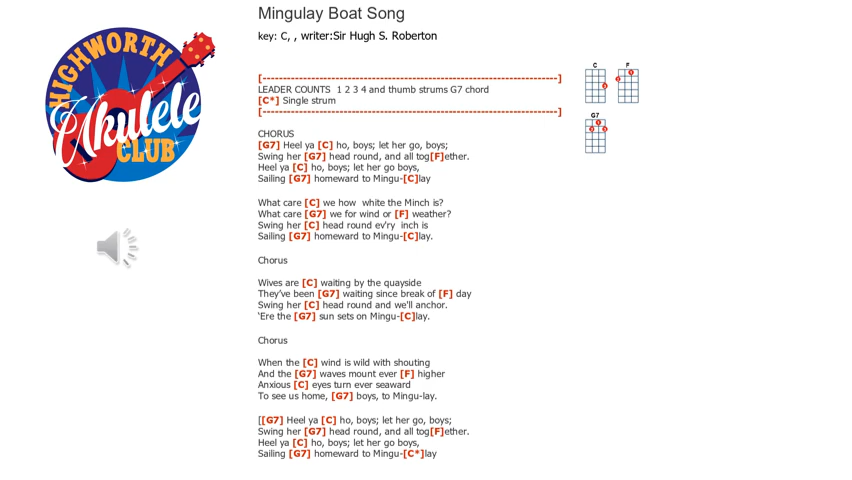 HIGHWORTH
Ukulele
CLUB
Mingulay Boat Song
key: C, , writer:Sir Hugh S. Roberton
[------------------------------------------------------------------------]
LEADER COUNTS  1 2 3 4 and thumb strums G7 chord
[C*] Single strum
[------------------------------------------------------------------------]
C F
G7
CHORUS
[G7] Heel ya [C] ho, boys; let her go, boys;
Swing her [G7] head round, and all tog[F]ether.
Heel ya [C] ho, boys; let her go boys,
Sailing [G7] homeward to Mingu-[C]lay
What care [C] we how  white the Minch is?
What care [G7] we for wind or [F] weather?
Swing her [C] head round ev'ry  inch is
Sailing [G7] homeward to Mingu-[C]lay.
Chorus
Wives are [C] waiting by the quayside
They've been [G7] waiting since break of [F] day
Swing her [C] head round and we'll anchor.
‘Ere the [G7] sun sets on Mingu-[C]lay.
Chorus
When the [C] wind is wild with shouting
And the [G7] waves mount ever [F] higher
Anxious [C] eyes turn ever seaward
To see us home, [G7] boys, to Mingu-lay.
[[G7] Heel ya [C] ho, boys; let her go, boys;
Swing her [G7] head round, and all tog[F]ether.
Heel ya [C] ho, boys; let her go boys,
Sailing [G7] homeward to Mingu-[C*]lay